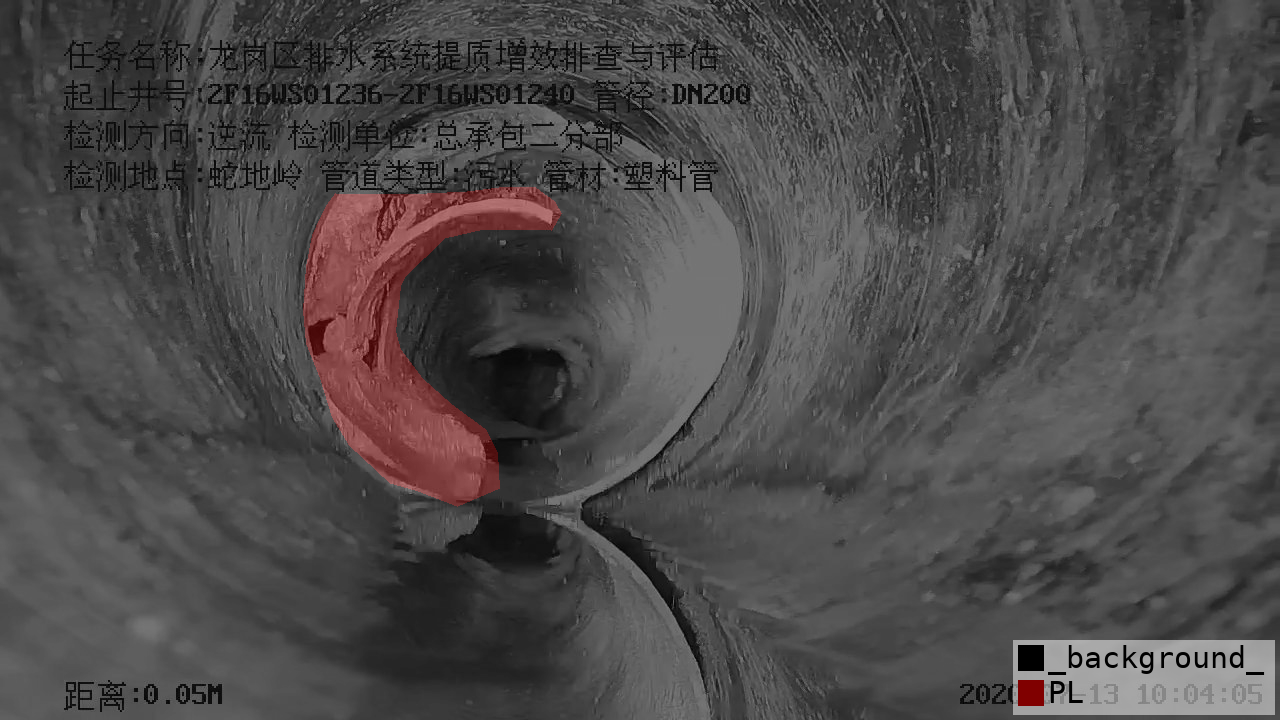 任务名称:龙岗区排水系统提质增效排查与评估
起止井号:2F16WS01236-2F16WS01240 管径:DN200
检测方向:逆流 检测单位:总承包二分部
检测地点:蛇地岭 管道类型:污水 管材:塑料管
_background_
PL
距离:0.05M
13 10:04:05